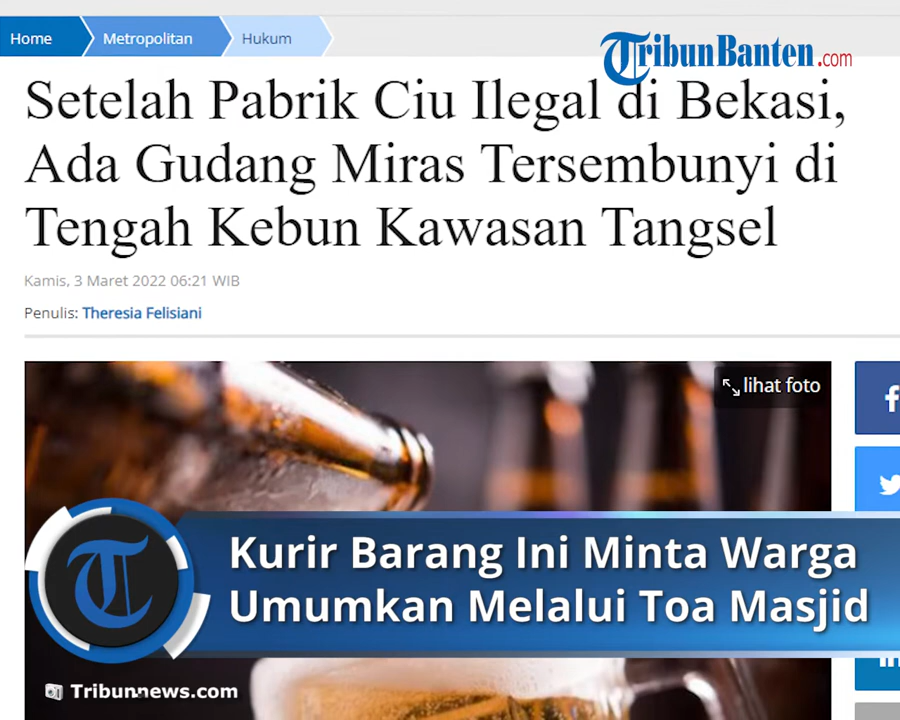 Home Metropolitan Hukum
TribunBanten.com
Setelah Pabrik Ciu Ilegal di Bekasi,
Ada Gudang Miras Tersembunyi di
Tengah Kebun Kawasan Tangsel
Kamis, 3 Maret 2022 06:21 WIB
Penulis: Theresia Felisiani
lihat foto
Kurir Barang Ini Minta Warga
Umumkan Melalui Toa Masjid
Tribunnews.com